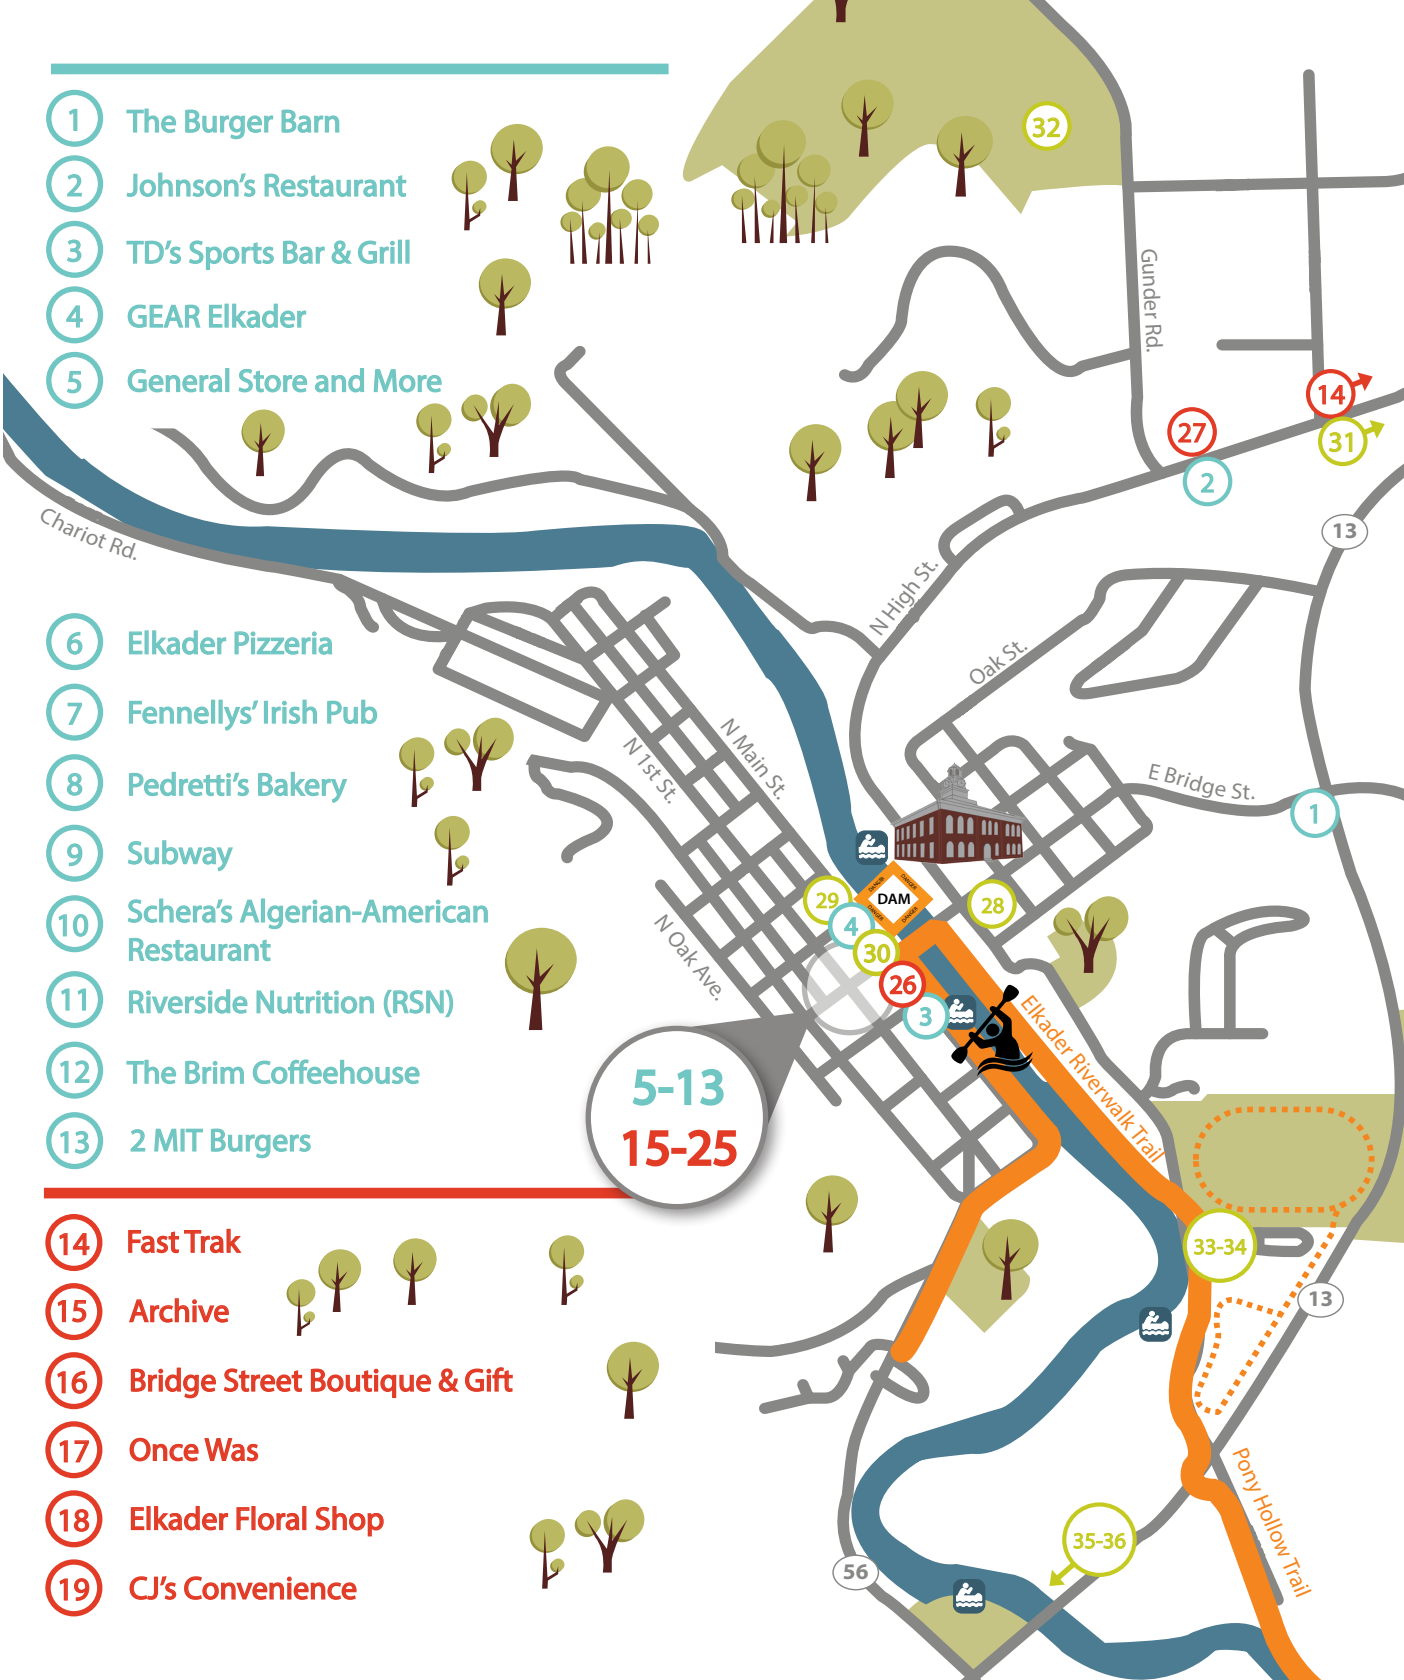 1 The Burger Barn
2 Johnson's Restaurant
3 TD's Sports Bar & Grill
4 GEAR Elkader
5 General Store and More
6 Elkader Pizzeria
7 Fennellys' Irish Pub
8 Pedretti's Bakery
9 Subway
10 Schera's Algerian-American
Restaurant
11 Riverside Nutrition (RSN)
12 The Brim Coffeehouse
13 2 MIT Burgers
14 Fast Trak
15 Archive
16 Bridge Street Boutique & Gift
17 Once Was
18 Elkader Floral Shop
19 CJ's Convenience
32
Gunder Rd.
14
27
31
2
13
Chariot Rd.
N High St.
Oak St.
N Main St.
N 1st St.
E Bridge St.
1
DANGER
DANGER
DAM
DANGER
DANGER
29
28
4
30
26
3
N Oak Ave.
Elkader Riverwalk Trail
5-13
15-25
33-34
13
Pony Hollow Trail
35-36
56